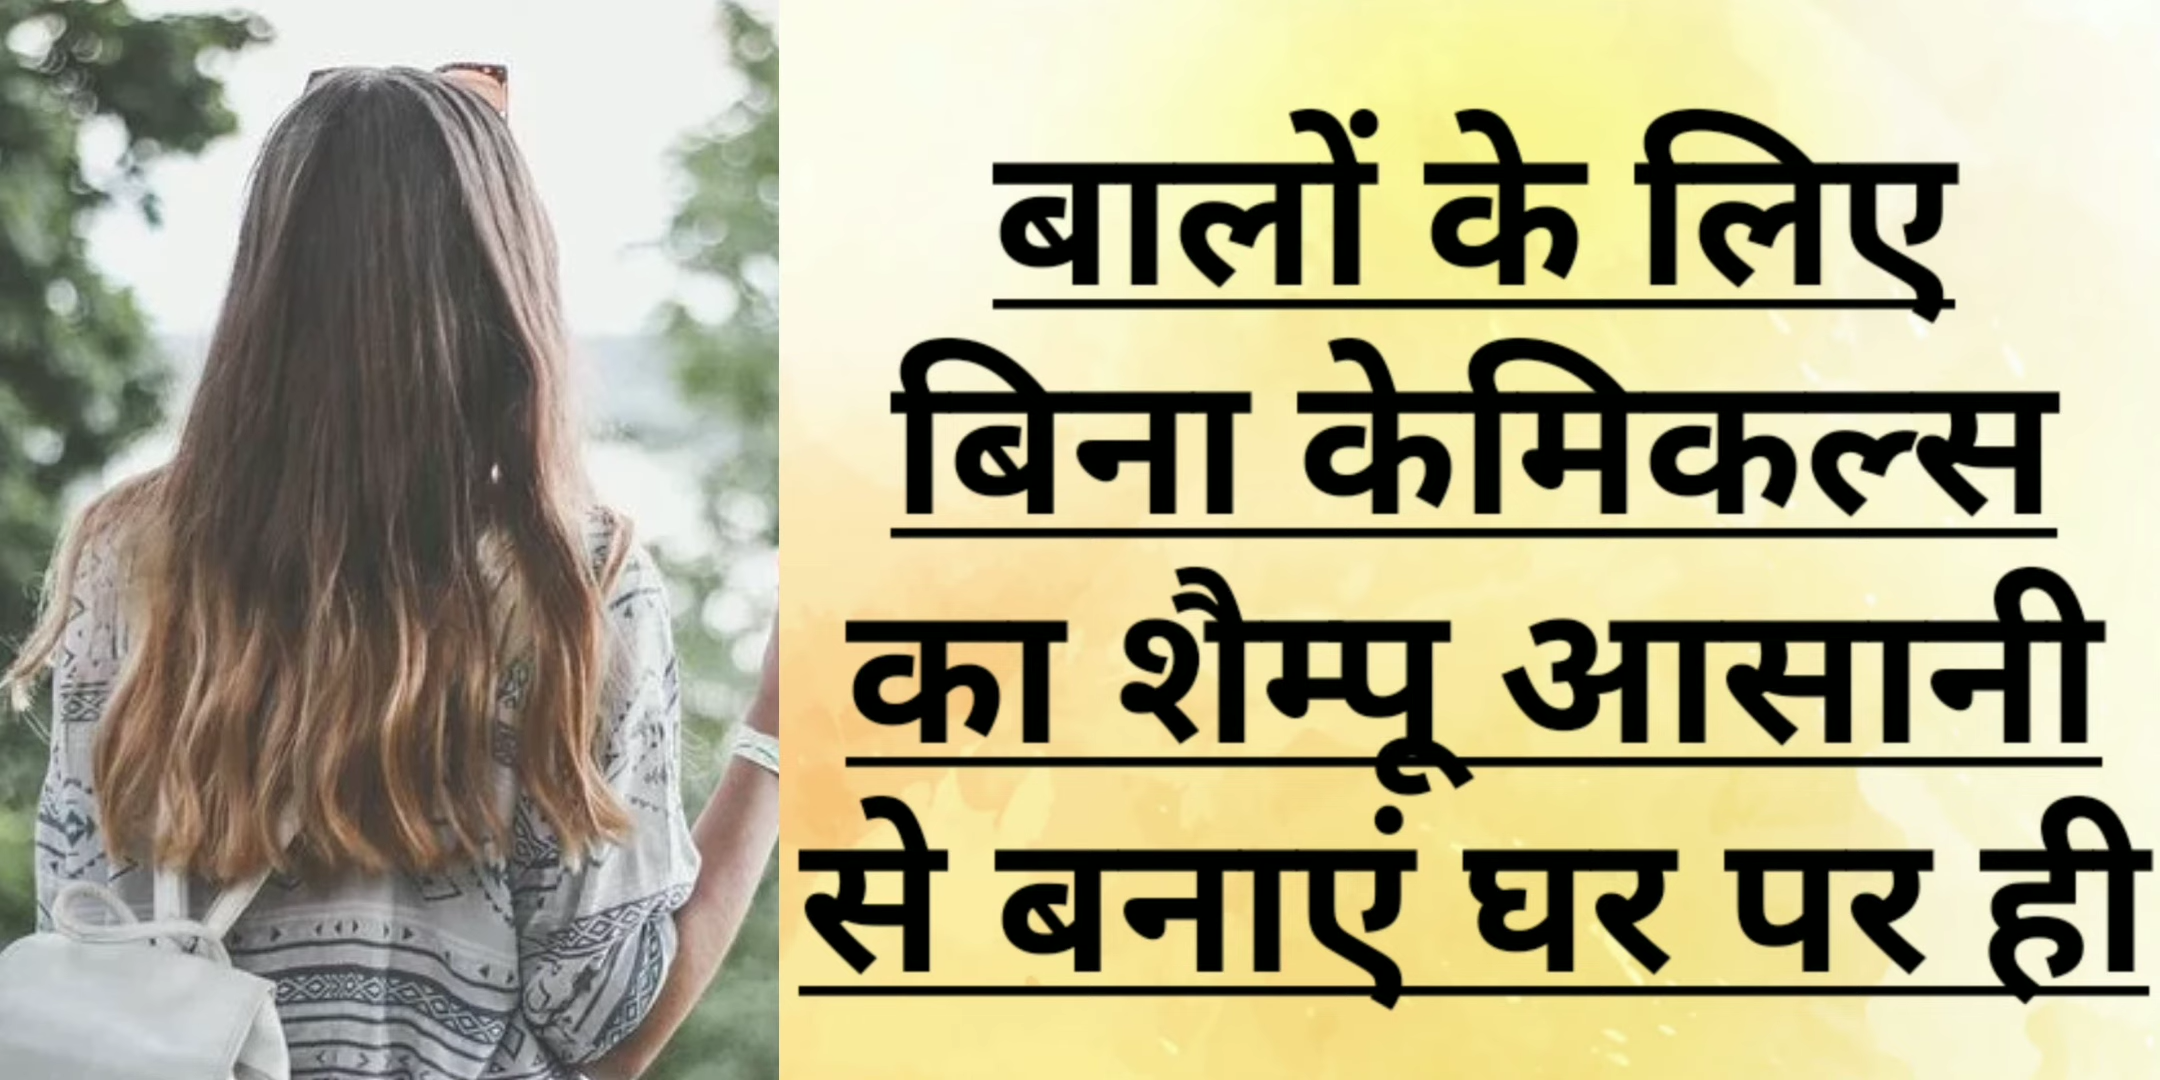 बालों के लिए
बिना केमिकल्स
का शैम्पू आसानी
से बनाएं घर पर ही